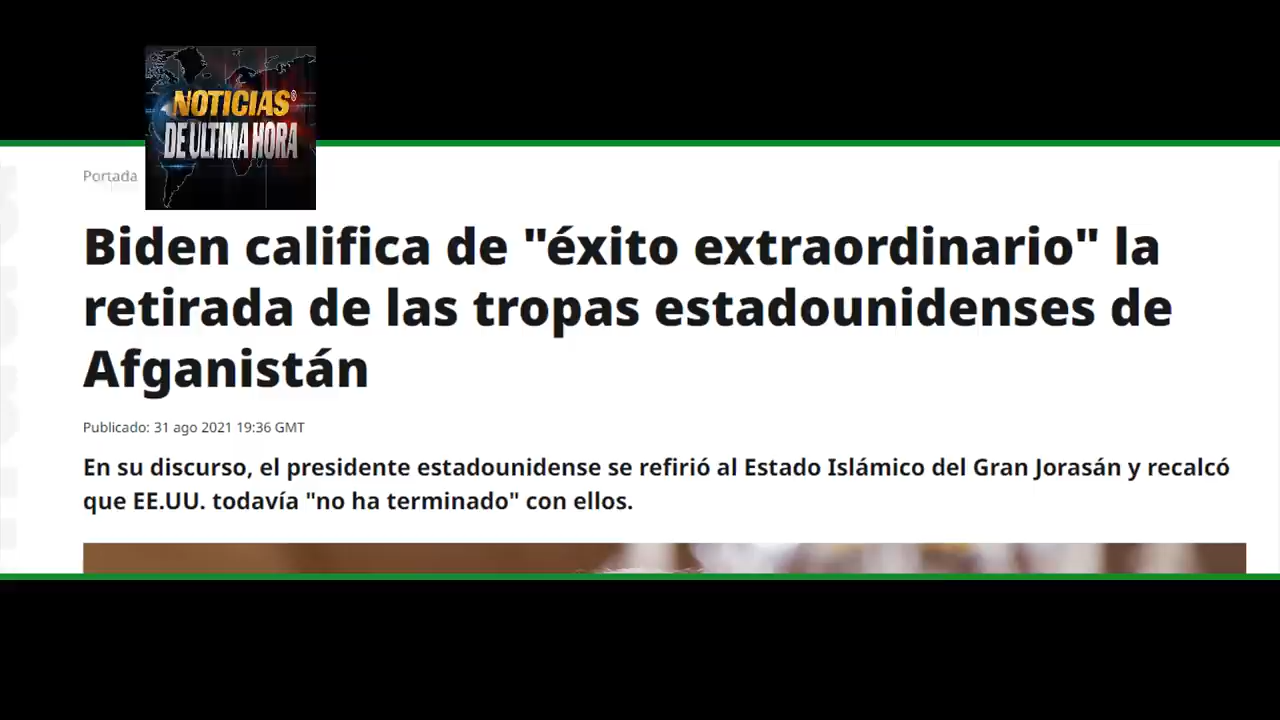 NOTICIAS®
DE ULTIMA HORA
Portada
Biden califica de "éxito extraordinario" la
retirada de las tropas estadounidenses de
Afganistán
Publicado: 31 ago 2021 19:36 GMT
En su discurso, el presidente estadounidense se refirió al Estado Islámico del Gran Jorasán y recalcó
que EE.UU. todavía "no ha terminado" con ellos.